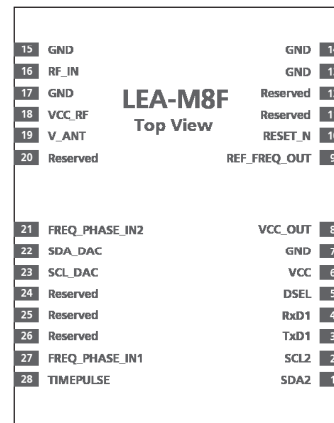 15 GND GND
16 RF_IN GND
17 GND Reserved
LEA-M8F
18 VCC_RF Reserved
Top View
19 V_ANT RESET_N
20 Reserved REF_FREQ_OUT 9
21 FREQ_PHASE_IN2 VCC_OUT 8
22 SDA_DAC GND 7
23 SCL_DAC VCC 6
24 Reserved DSEL 5
25 Reserved RxD1 4
26 Reserved TxD1 3
27 FREQ_PHASE_IN1 SCL2 2
28 TIMEPULSE SDA2 1